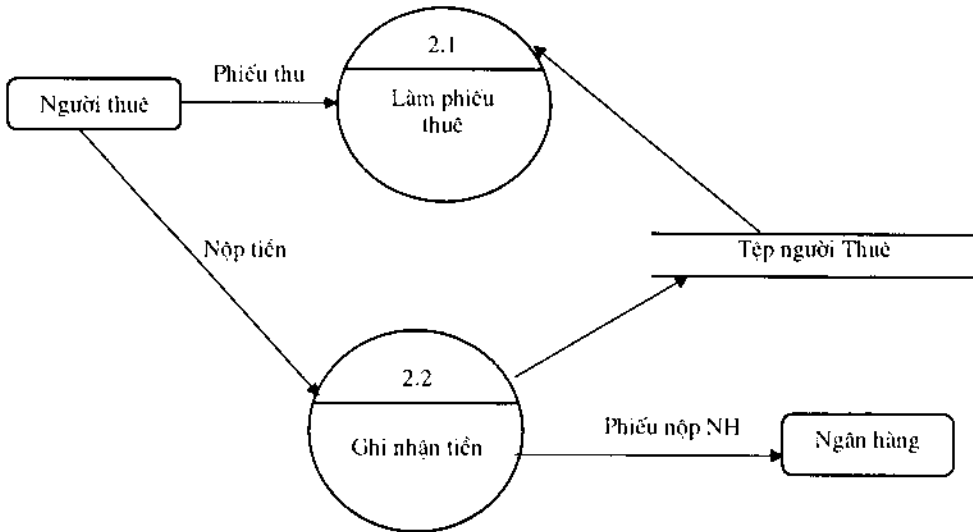 2.1
Phiếu thu
Người thuê
Làm phiếu
thuê
Nộp tiền
Tệp người Thuê
2.2
Phiếu nộp NH
Ghi nhận tiền
Ngân hàng